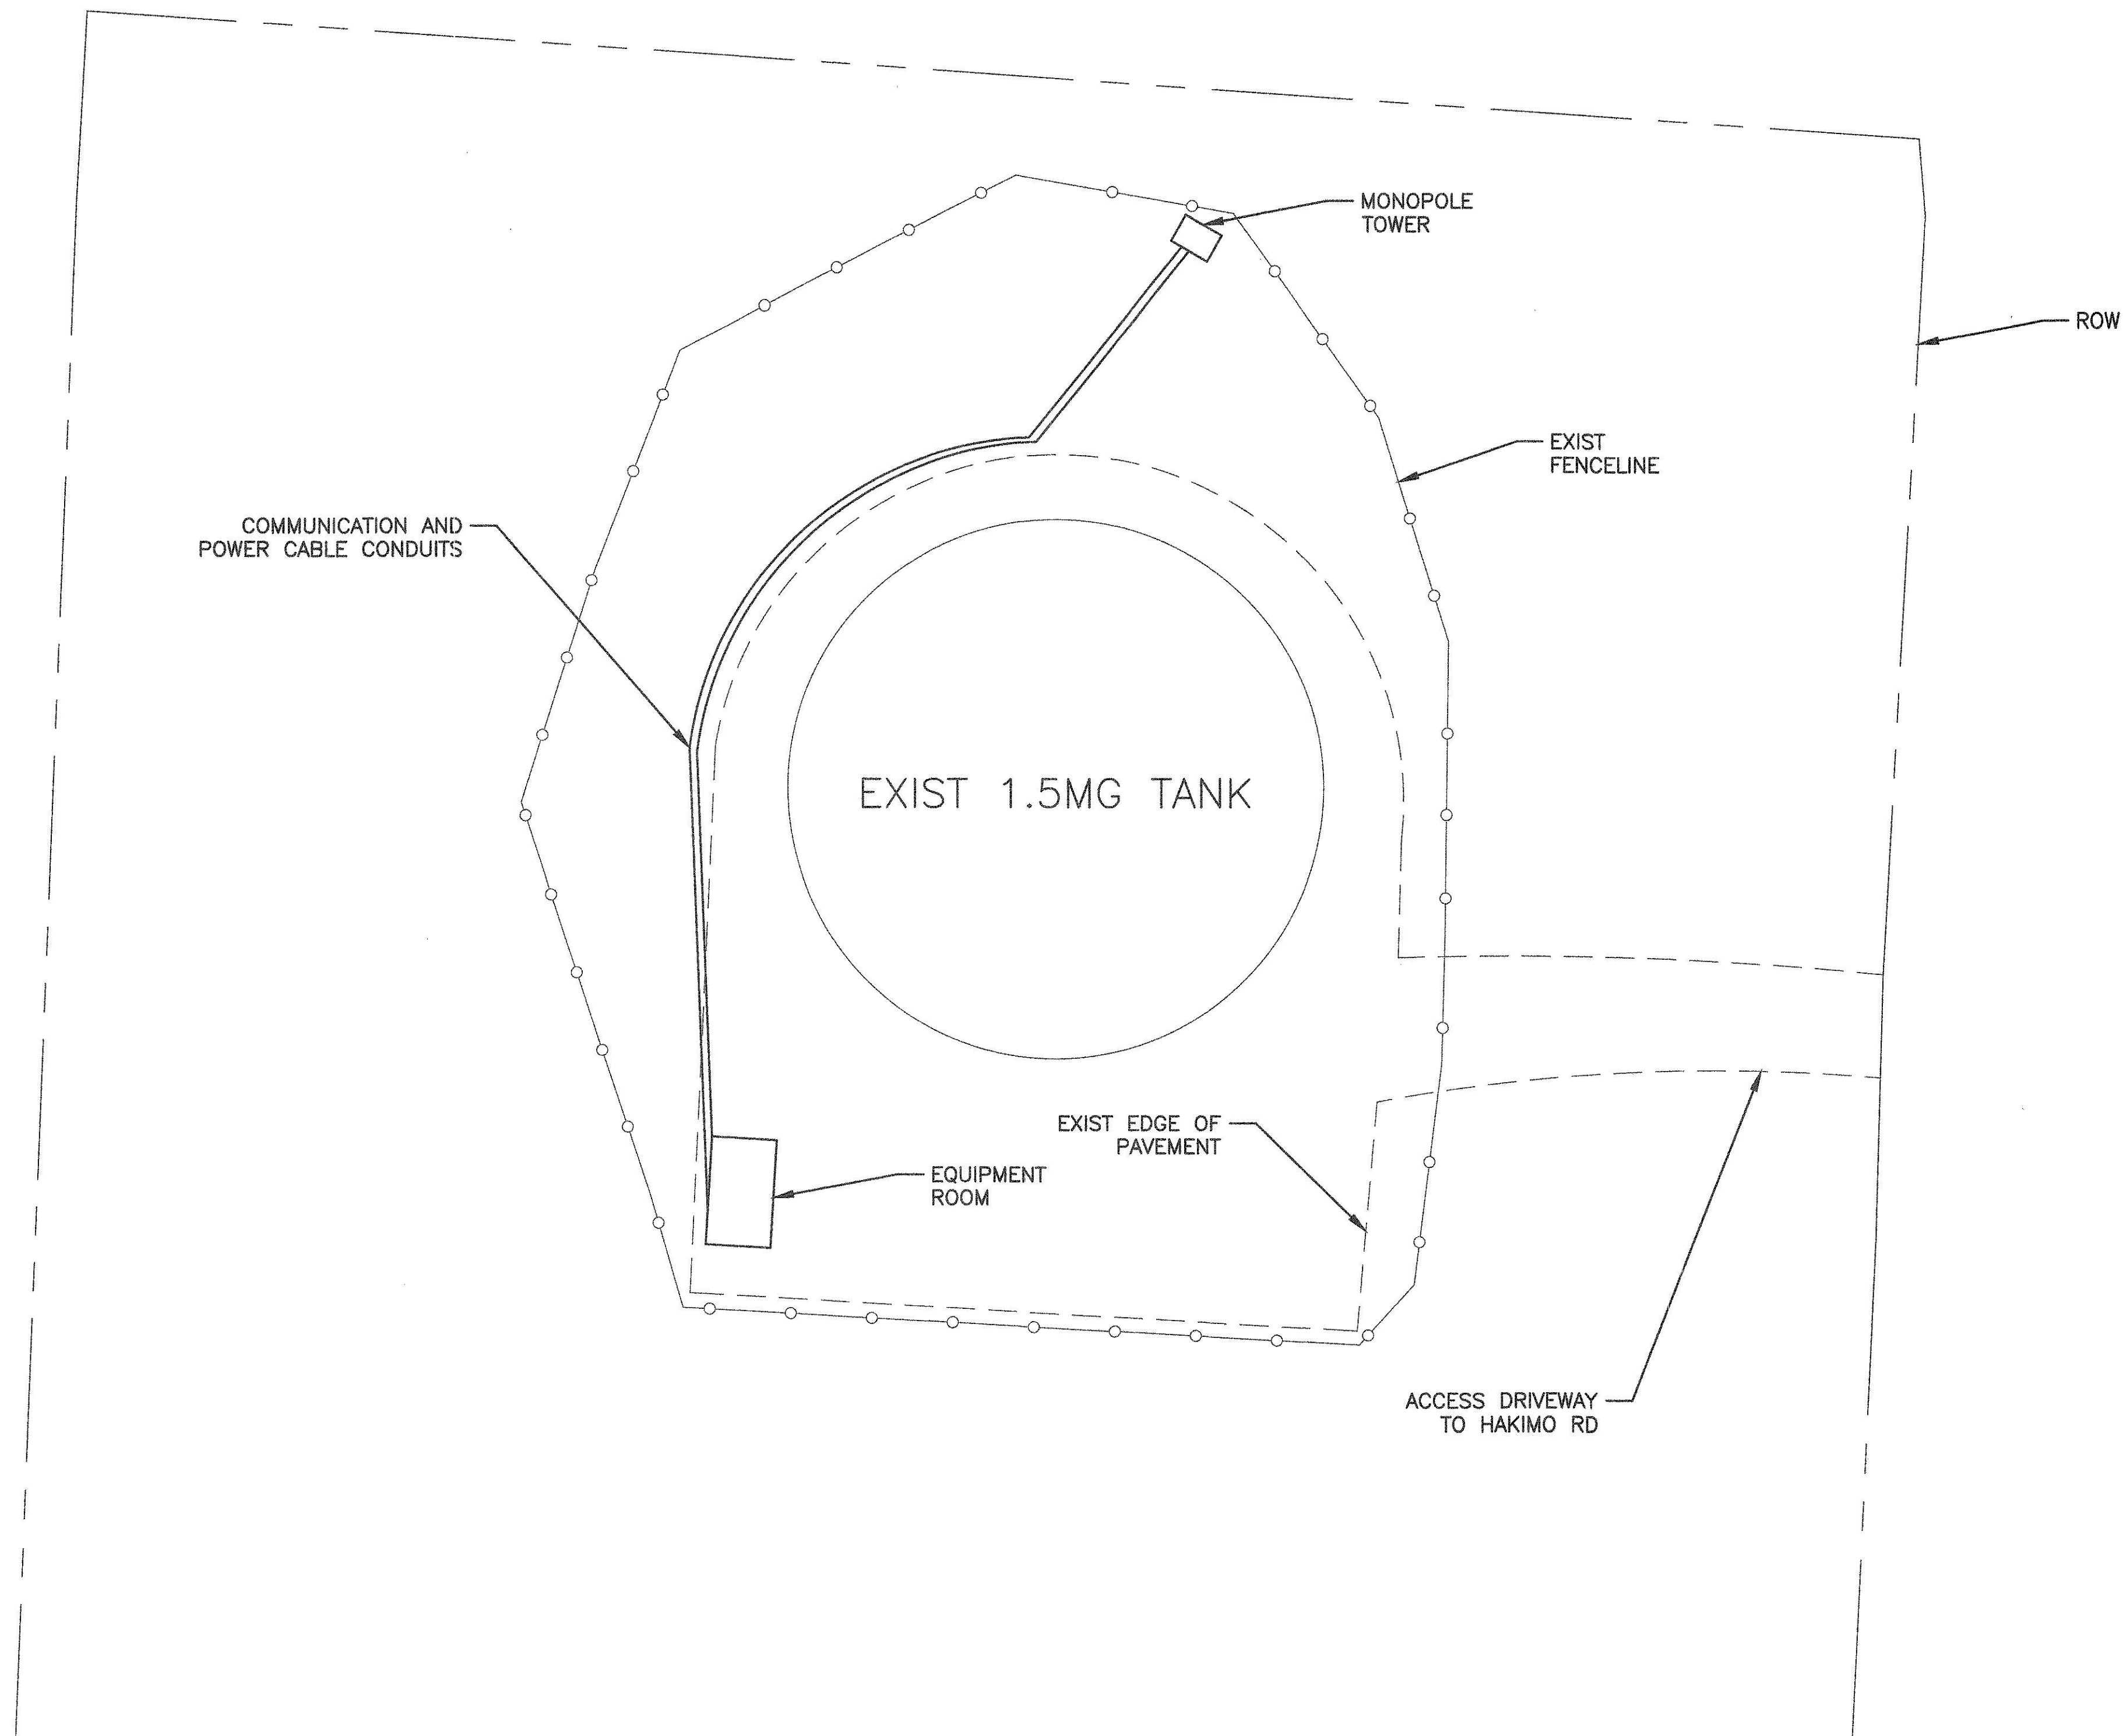 MONOPOLE
TOWER
ROW
EXIST
FENCELINE
COMMUNICATION AND
POWER CABLE CONDUITS
EXIST 1.5MG TANK
EXIST EDGE OF
PAVEMENT
EQUIPMENT
ROOM
ACCESS DRIVEWAY
TO HAKIMO RD